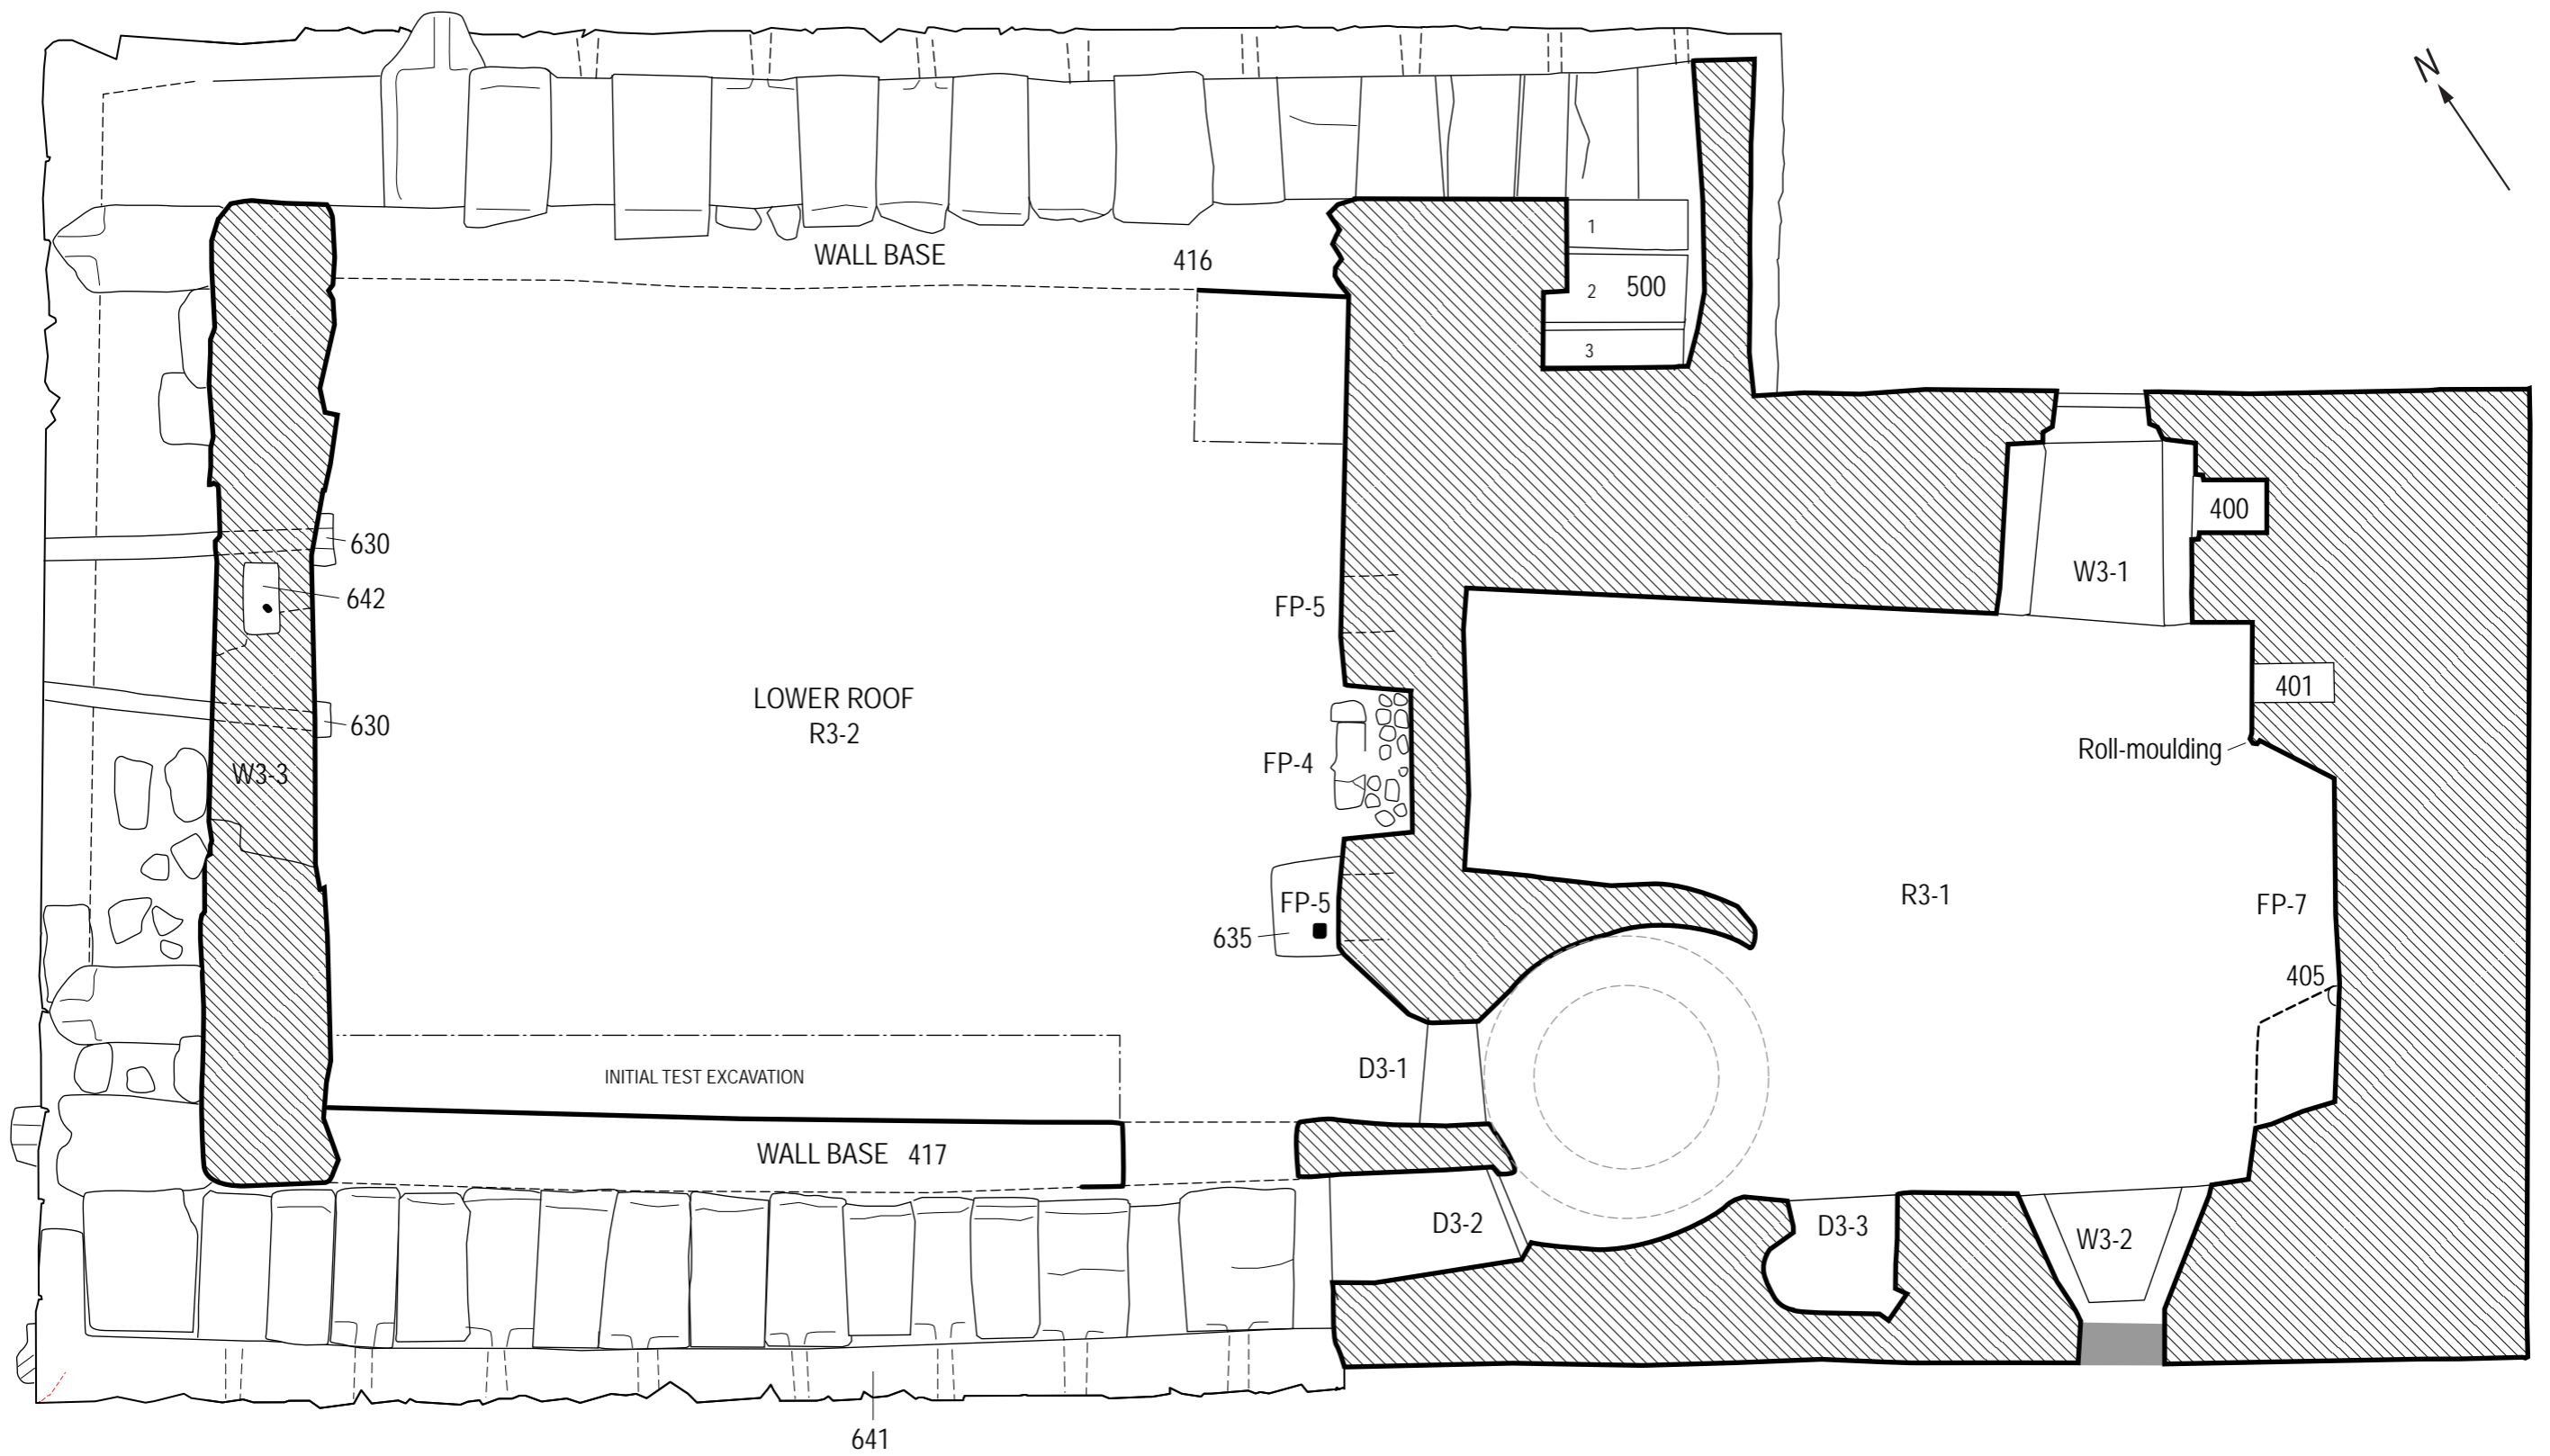 N
1
WALL BASE
416
2
500
3
400
630
W3-1
642
FP-5
401
LOWER ROOF
R3-2
630
Roll-moulding
FP-4
W3-3
R3-1
FP-5
FP-7
635
405
D3-1
INITIAL TEST EXCAVATION
WALL BASE 417
D3-2
D3-3
W3-2
641